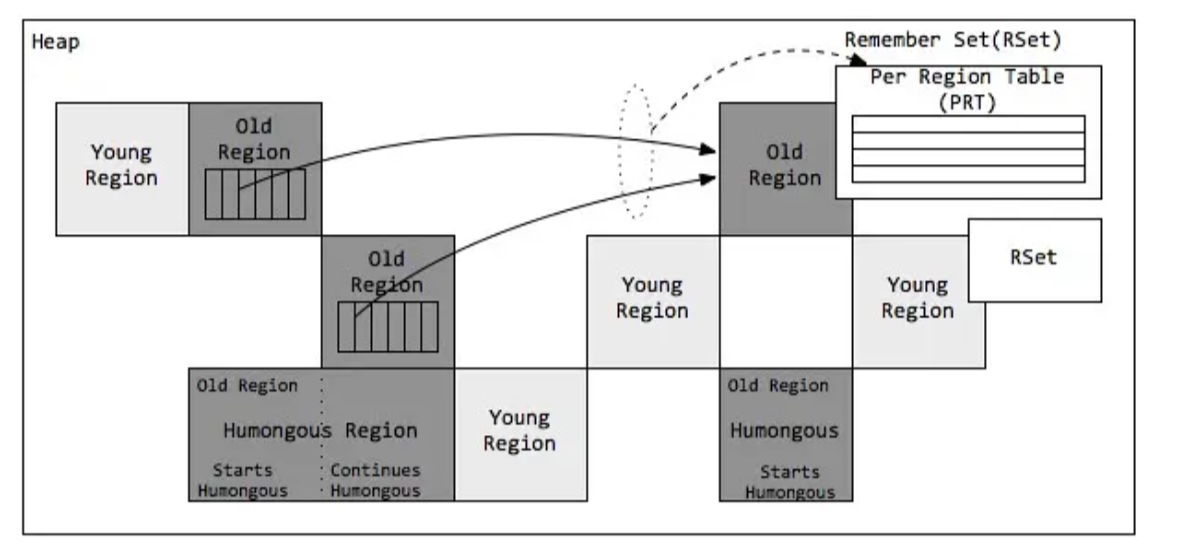 Heap
Remember Set(RSet)
Per Region Table
(PRT)
Young
Region
Old
Region
Old
Region
Old
Region
Young
Region
Young
Region
RSet
Old Region
Humongous Region
Starts
Humongous
Continues
Humongous
Young
Region
Old Region
Humongous
Starts
Humongous